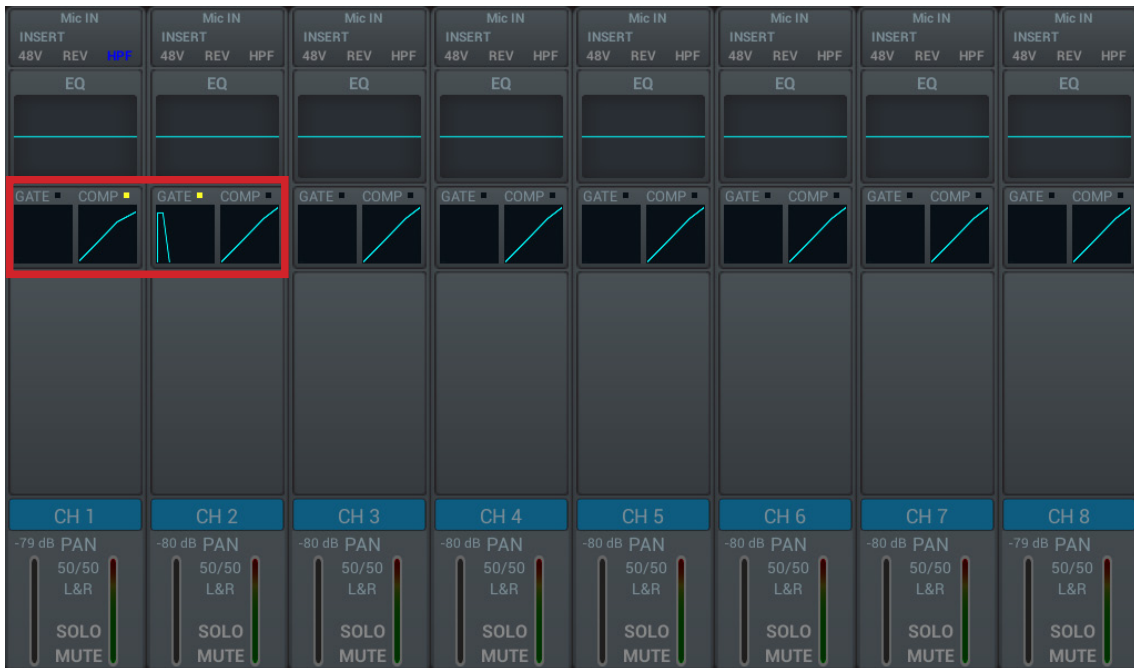 Mic IN Mic IN Mic IN Mic IN Mic IN Mic IN Mic IN Mic IN
INSERT INSERT INSERT INSERT INSERT INSERT INSERT INSERT
48V REV HPF 48V REV HPF 48V REV HPF 48V REV HPF 48V REV HPF 48V REV HPF 48V REV HPF 48V REV HPF
EQ EQ EQ EQ EQ EQ EQ EQ
GATE COMP GATE COMP GATE COMP GATE COMP GATE COMP GATE COMP GATE COMP GATE COMP
CH 1 CH 2 CH 3 CH 4 CH 5 CH 6 CH 7 CH 8
-79 dB PAN -80 dB PAN -80 dB PAN -80 dB PAN -80 dB PAN -80 dB PAN -80 dB PAN -79 dB PAN
50/50 50/50 50/50 50/50 50/50 50/50 50/50 50/50
L&R L&R L&R L&R L&R L&R L&R L&R
SOLO SOLO SOLO SOLO SOLO SOLO SOLO SOLO
MUTE MUTE MUTE MUTE MUTE MUTE MUTE MUTE